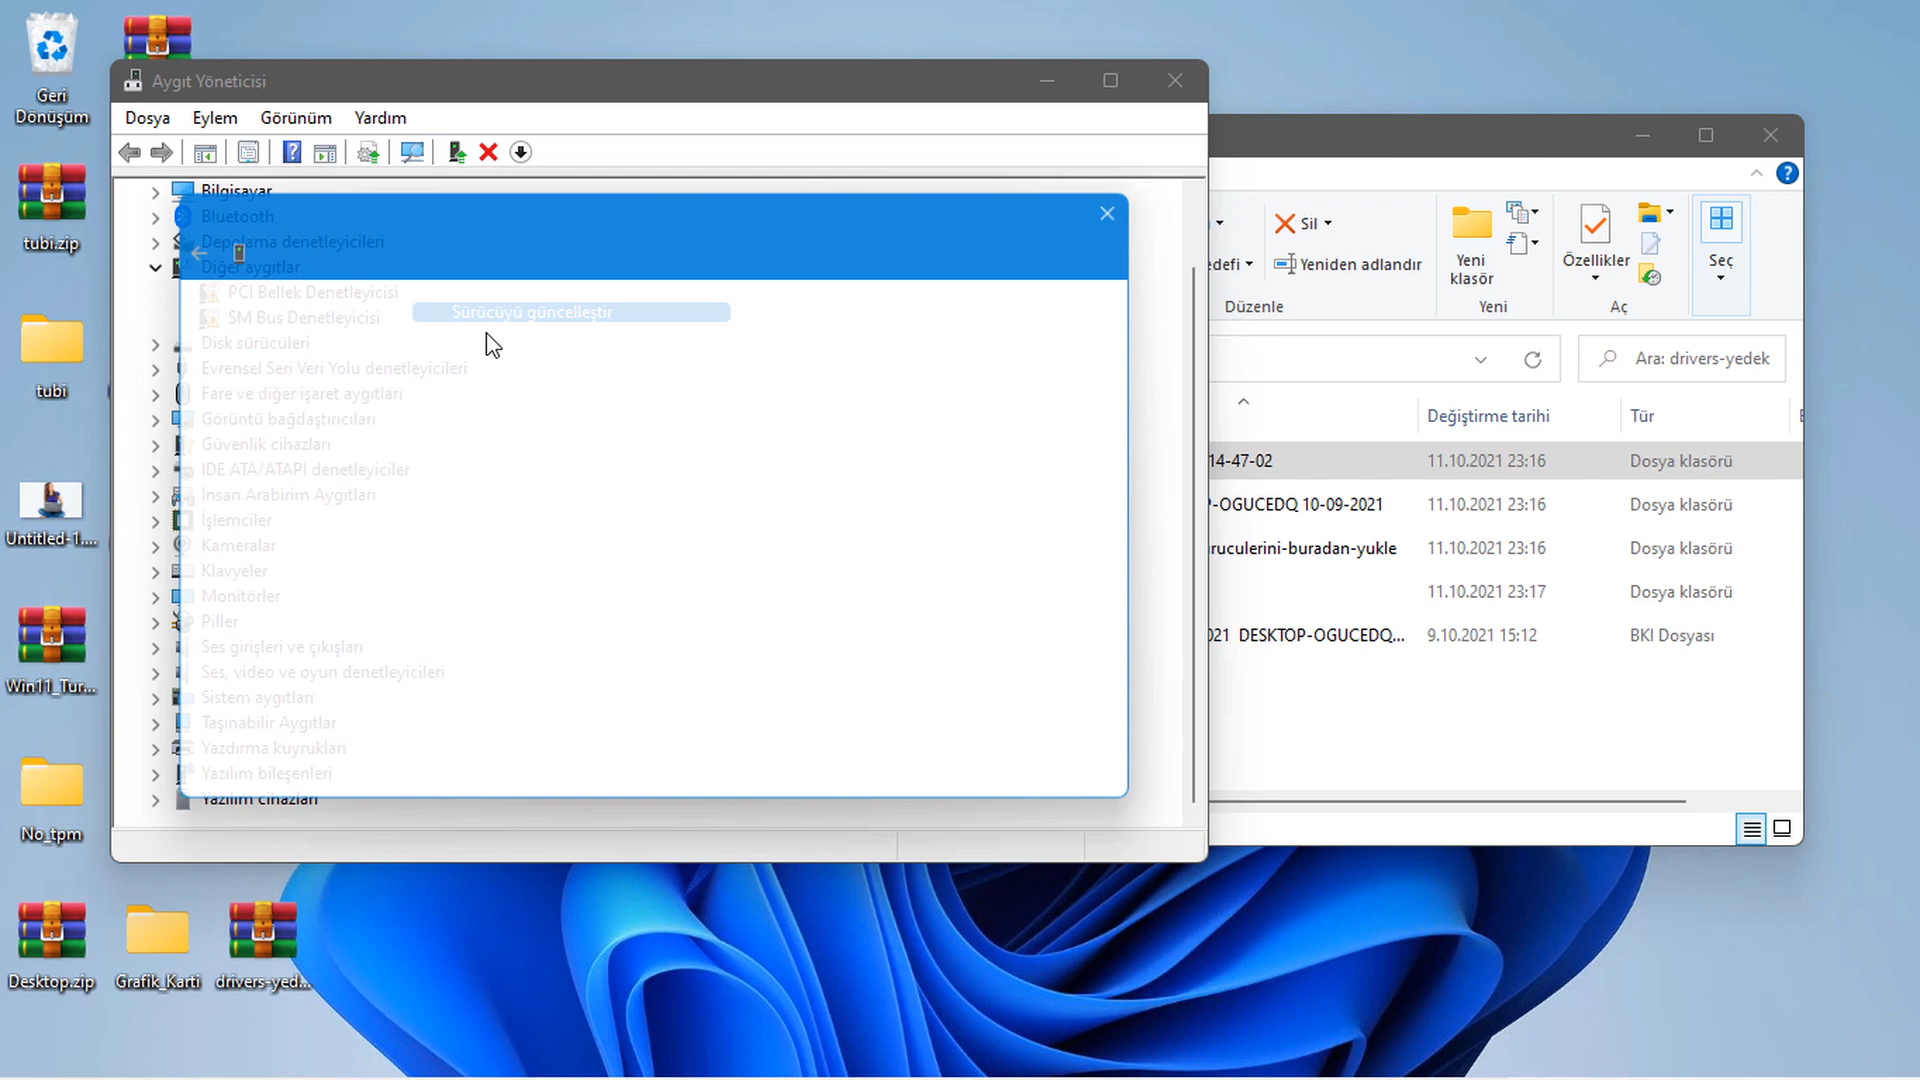 Geri
Dönüşüm
tubi.zip
tubi
Untitled-1....
Win11_Tur...
No_tpm
Desktop.zip
Grafik_Karti
drivers-yed...
Aygıt Yöneticisi
Dosya
Eylem
Görünüm
Yardım
Bilgisayar
Bluetooth
Depolama denetleyicileri
Diğer aygıtlar
PCI Bellek Denetleyicisi
SM Bus Denetleyicisi
Sürücüyü güncelleştir
Disk sürücüleri
Evrensel Seri Veri Yolu denetleyicileri
Fare ve diğer işaret aygıtları
Görüntü bağdaştırıcıları
Güvenlik cihazları
IDE ATA/ATAPI denetleyiciler
İnsan Arabirim Aygıtları
İşlemciler
Kameralar
Klavyeler
Monitörler
Piller
Ses girişleri ve çıkışları
Ses, video ve oyun denetleyicileri
Sistem aygıtları
Taşınabilir Aygıtlar
Yazdırma kuyrukları
Yazılım bileşenleri
Yazılım cihazları
Sil
edefi
Yeniden adlandır
Düzenle
Yeni
klasör
Yeni
Özellikler
Aç
Seç
Ara: drivers-yedek
Değiştirme tarihi
Tür
14-47-02 11.10.2021 23:16 Dosya klasörü
P-OGUCEDQ 10-09-2021 11.10.2021 23:16 Dosya klasörü
uruculerini-buradan-yukle 11.10.2021 23:16 Dosya klasörü
11.10.2021 23:17 Dosya klasörü
021 DESKTOP-OGUCEDQ... 9.10.2021 15:12 BKI Dosyası